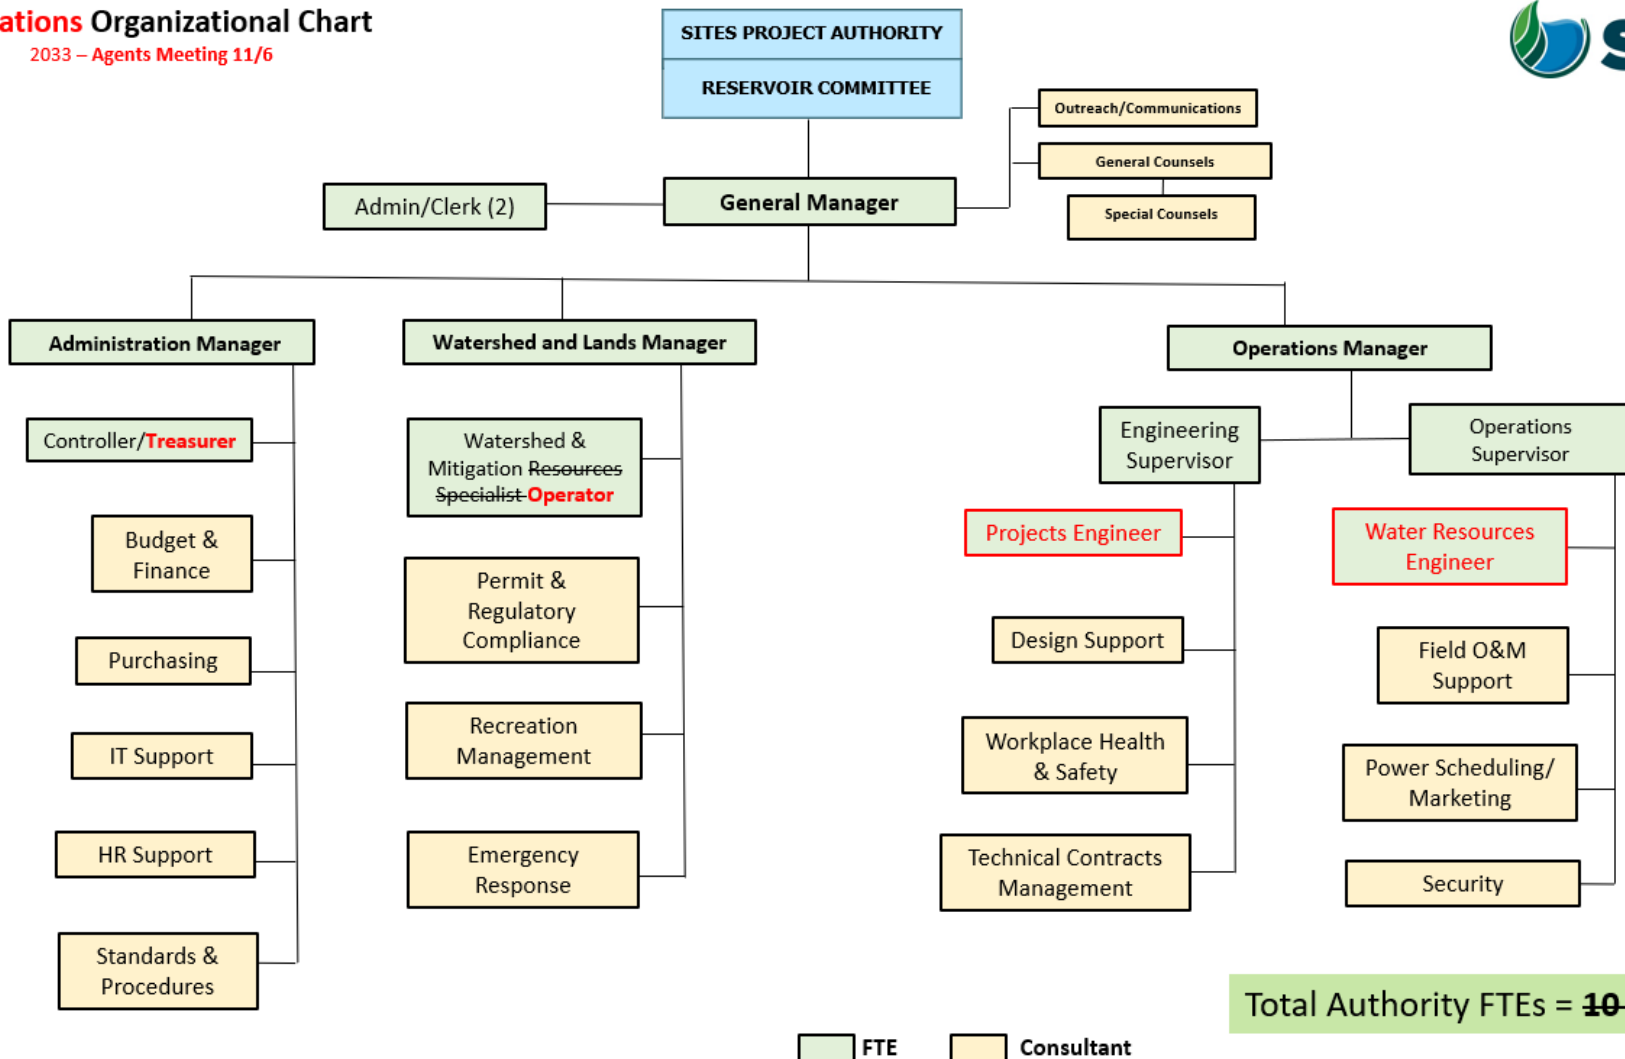 ations Organizational Chart
2033 – Agents Meeting 11/6
SITES PROJECT AUTHORITY
RESERVOIR COMMITTEE
S
Outreach/Communications
General Counsels
Special Counsels
Admin/Clerk (2)
General Manager
Administration Manager
Watershed and Lands Manager
Operations Manager
Controller/Treasurer
Budget &
Finance
Purchasing
IT Support
HR Support
Standards &
Procedures
Watershed &
Mitigation Resources
Specialist Operator
Permit &
Regulatory
Compliance
Recreation
Management
Emergency
Response
Engineering
Supervisor
Projects Engineer
Design Support
Workplace Health
& Safety
Technical Contracts
Management
Operations
Supervisor
Water Resources
Engineer
Field O&M
Support
Power Scheduling/
Marketing
Security
Total Authority FTEs = 10
FTE
Consultant